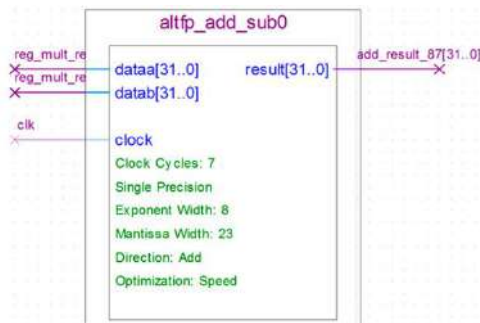 altfp_add_sub0
reg_mult_re
dataa[31..0]
result[31..0]
add_result_87[31..0]
reg_mult_re
datab[31..0]
clk
clock
Clock Cycles: 7
Single Precision
Exponent Width: 8
Mantissa Width: 23
Direction: Add
Optimization: Speed